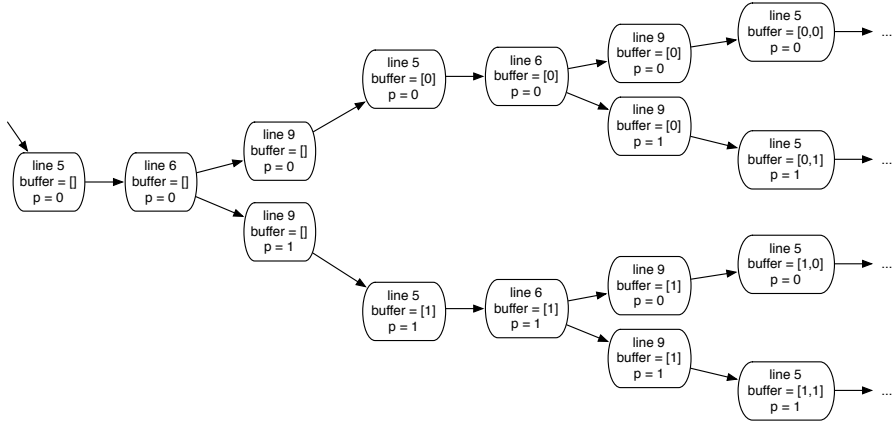 line 5
buffer = []
p = 0
line 6
buffer = []
p = 0
line 9
buffer = []
p = 0
line 5
buffer = [0]
p = 0
line 6
buffer = [0]
p = 0
line 9
buffer = [0]
p = 0
line 5
buffer = [0,0]
p = 0
...
line 9
buffer = [0]
p = 1
line 5
buffer = [0,1]
p = 1
...
line 9
buffer = []
p = 1
line 5
buffer = [1]
p = 1
line 6
buffer = [1]
p = 1
line 9
buffer = [1]
p = 0
line 5
buffer = [1,0]
p = 0
...
line 9
buffer = [1]
p = 1
line 5
buffer = [1,1]
p = 1
...